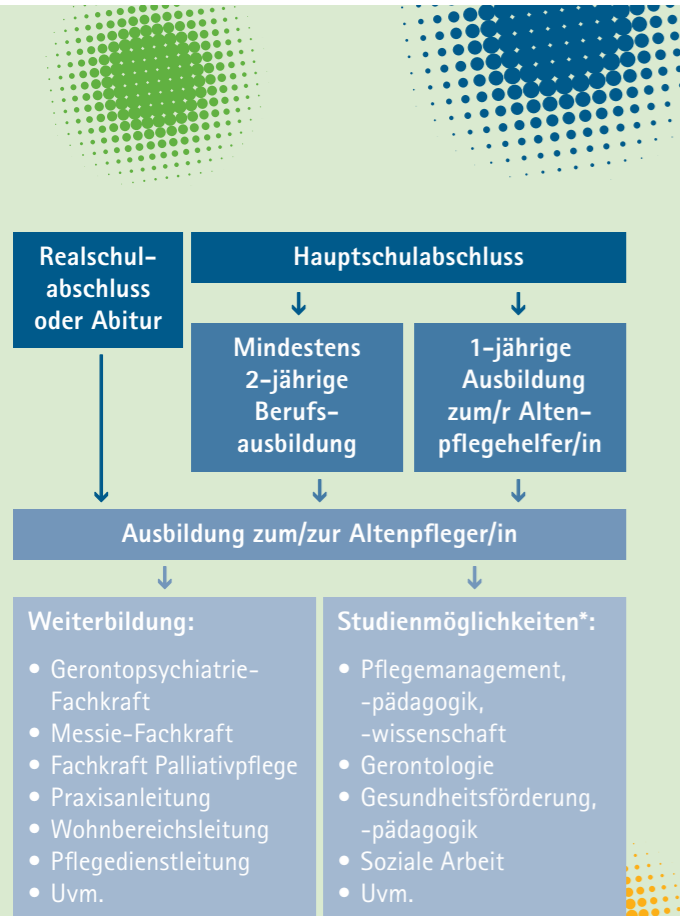 Realschul-
abschluss
oder Abitur
Hauptschulabschluss
Mindestens
2-jährige
Berufs-
ausbildung
1-jährige
Ausbildung
zum/r Alten-
pflegehelfer/in
Ausbildung zum/zur Altenpfleger/in
Weiterbildung:
• Gerontopsychiatrie-
Fachkraft
• Messie-Fachkraft
• Fachkraft Palliativpflege
• Praxisanleitung
• Wohnbereichsleitung
• Pflegedienstleitung
• Uvm.
Studienmöglichkeiten*:
• Pflegemanagement,
-pädagogik,
-wissenschaft
• Gerontologie
• Gesundheitsförderung,
-pädagogik
• Soziale Arbeit
• Uvm.